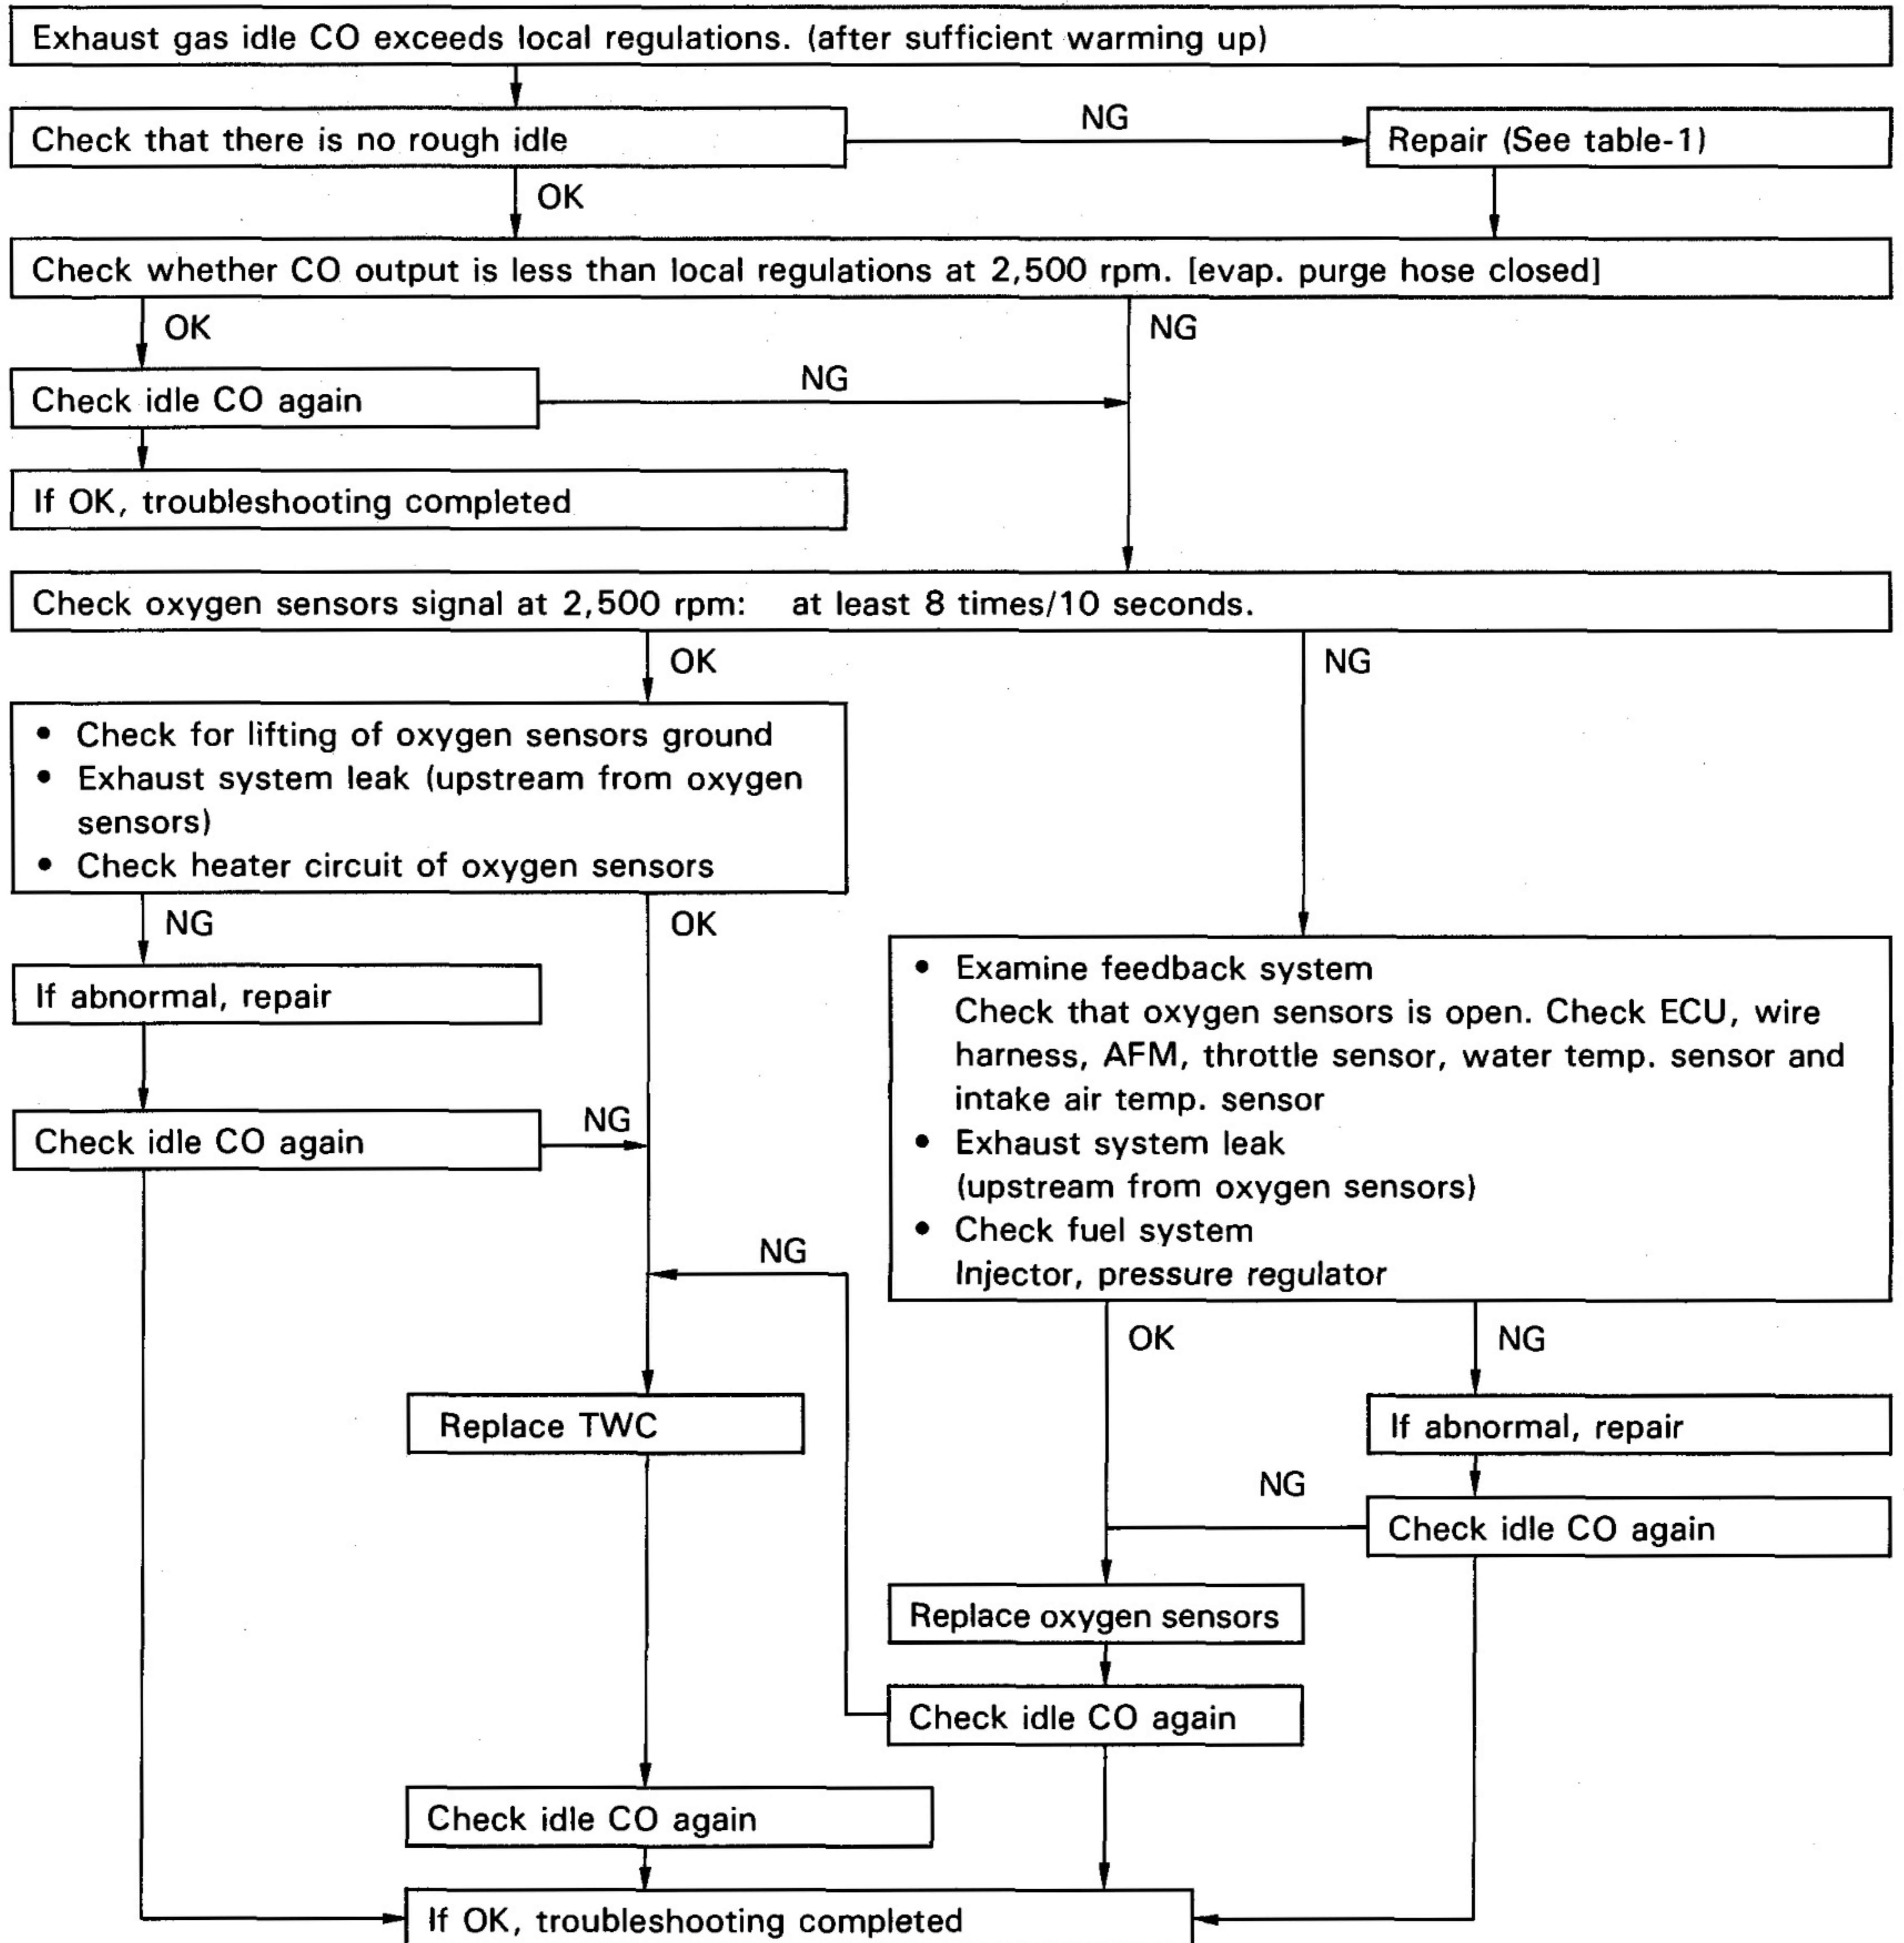 Exhaust gas idle CO exceeds local regulations. (after sufficient warming up)
Check that there is no rough idle
NG
Repair (See table-1)
OK
Check whether CO output is less than local regulations at 2,500 rpm. [evap. purge hose closed]
OK
NG
Check idle CO again
NG
If OK, troubleshooting completed
Check oxygen sensors signal at 2,500 rpm: at least 8 times/10 seconds.
OK
NG
• Check for lifting of oxygen sensors ground
• Exhaust system leak (upstream from oxygen
sensors)
• Check heater circuit of oxygen sensors
NG
OK
If abnormal, repair
Check idle CO again
NG
• Examine feedback system
Check that oxygen sensors is open. Check ECU, wire
harness, AFM, throttle sensor, water temp. sensor and
intake air temp. sensor
• Exhaust system leak
(upstream from oxygen sensors)
• Check fuel system
Injector, pressure regulator
NG
OK
NG
Replace TWC
If abnormal, repair
NG
Check idle CO again
Replace oxygen sensors
Check idle CO again
Check idle CO again
If OK, troubleshooting completed